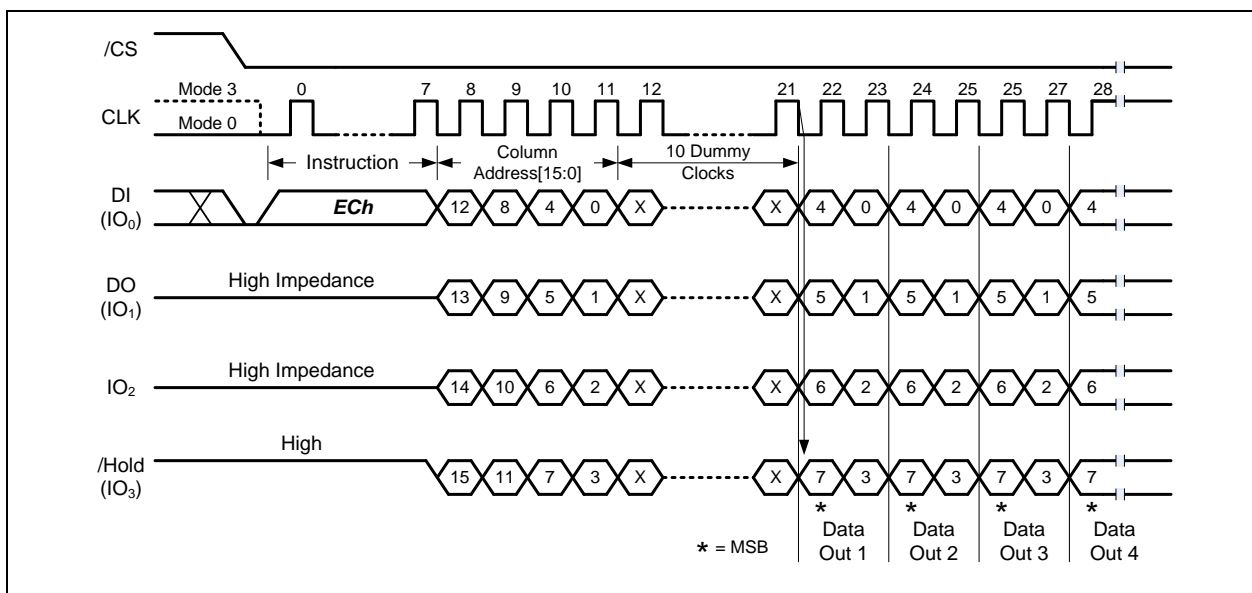 /CS
Mode 3 0 7 8 9 10 11 12 21 22 23 24 25 25 27 28
CLK
Mode 0
Instruction Column 10 Dummy
Address[15:0] Clocks
DI ECh 12 8 4 0 X X 4 0 4 0 4 0 4
(IO₀)
DO High Impedance 13 9 5 1 X X 5 1 5 1 5 1 5
(IO₁)
IO₂ High Impedance 14 10 6 2 X X 6 2 6 2 6 2 6
High
/Hold 15 11 7 3 X X 7 3 7 3 7 3 7
(IO₃)
* * * *
* = MSB Data Data Data Data
Out 1 Out 2 Out 3 Out 4